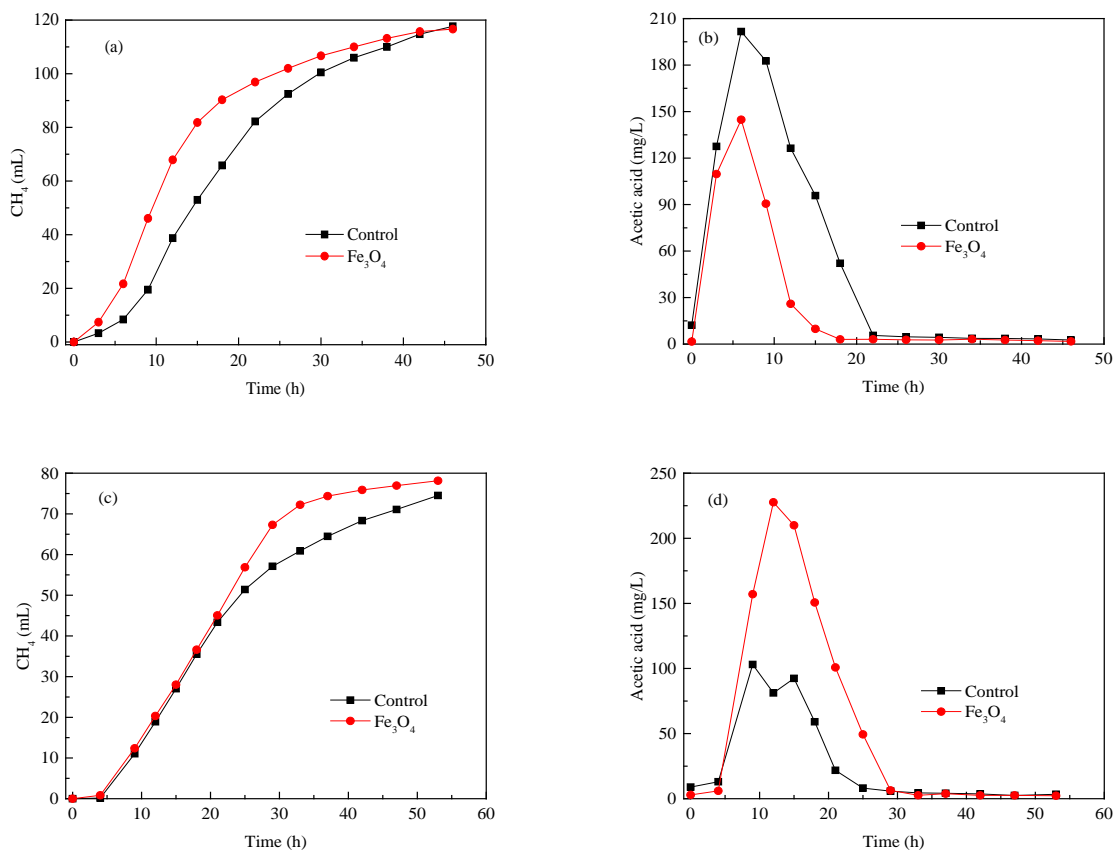 (a)
CH₄ (mL)
120
100
80
60
40
20
0
Control
Fe₃O₄
0 10 20 30 40 50
Time (h)
(b)
Acetic acid (mg/L)
210
180
150
120
90
60
30
0
Control
Fe₃O₄
0 10 20 30 40 50
Time (h)
(c)
CH₄ (mL)
80
70
60
50
40
30
20
10
0
Control
Fe₃O₄
0 10 20 30 40 50 60
Time (h)
(d)
Acetic acid (mg/L)
250
200
150
100
50
0
Control
Fe₃O₄
0 10 20 30 40 50 60
Time (h)